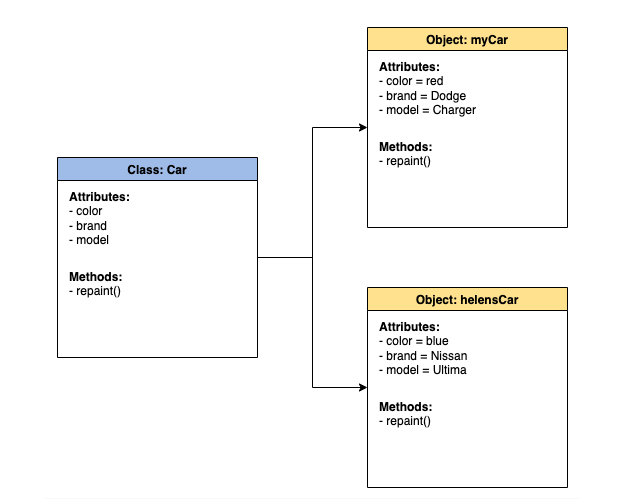 Object: myCar
Attributes:
- color = red
- brand = Dodge
- model = Charger
Methods:
- repaint()
Class: Car
Attributes:
- color
- brand
- model
Methods:
- repaint()
Object: helensCar
Attributes:
- color = blue
- brand = Nissan
- model = Ultima
Methods:
- repaint()